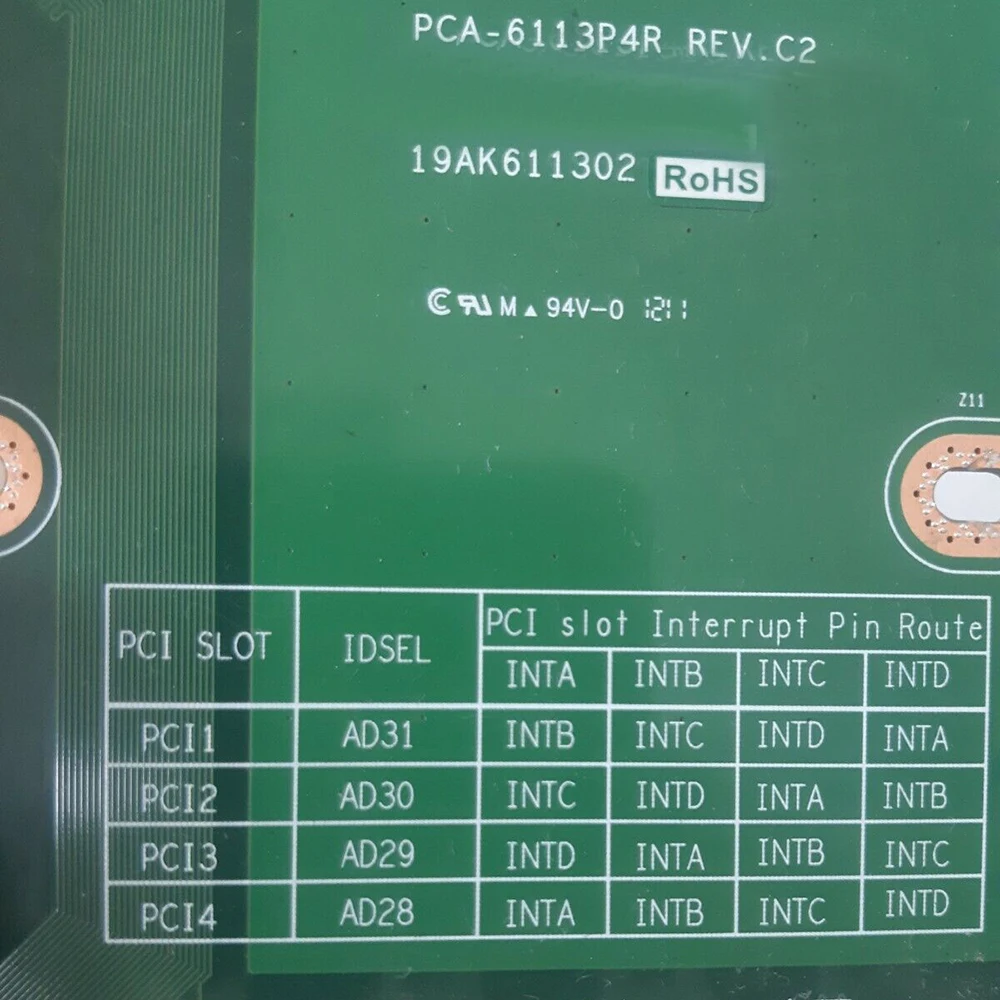 PCA-6113P4R REV.C2
19AK611302 RoHS
M▲ 94V-0 1211
Z11
PCI SLOT IDSEL PCI slot Interrupt Pin Route
INTA INTB INTC INTD
PCI1 AD31 INTB INTC INTD INTA
PCI2 AD30 INTC INTD INTA INTB
PCI3 AD29 INTD INTA INTB INTC
PCI4 AD28 INTA INTB INTC INTD